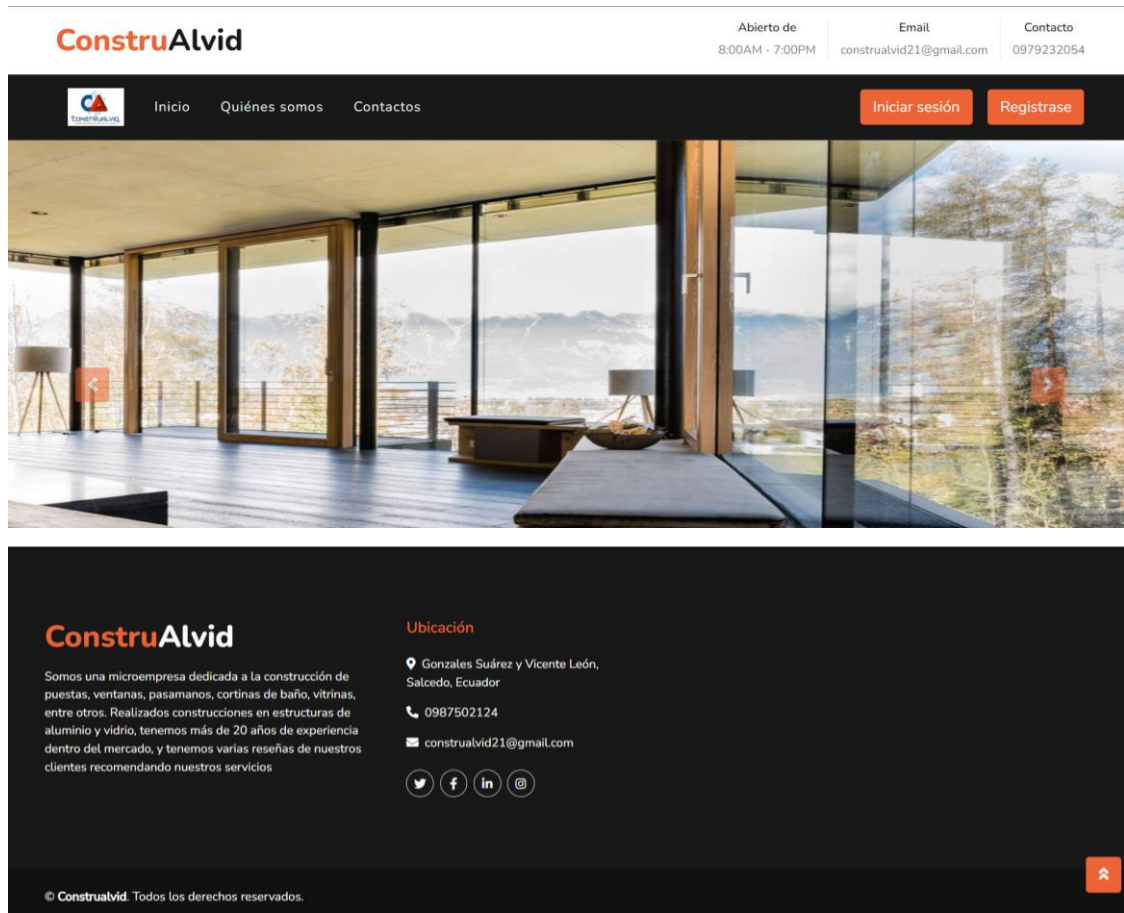 ConstruAlvid
Abierto de
8:00AM - 7:00PM
Email
construalvid21@gmail.com
Contacto
0979232054
CA
CONSTRUALVID
Inicio
Quiénes somos
Contactos
Iniciar sesión
Registrase
ConstruAlvid
Somos una microempresa dedicada a la construcción de
puestas, ventanas, pasamanos, cortinas de baño, vitrinas,
entre otros. Realizados construcciones en estructuras de
aluminio y vidrio, tenemos más de 20 años de experiencia
dentro del mercado, y tenemos varias reseñas de nuestros
clientes recomendando nuestros servicios
Ubicación
Gonzales Suárez y Vicente León,
Salcedo, Ecuador
0987502124
construalvid21@gmail.com
© Construalvid. Todos los derechos reservados.